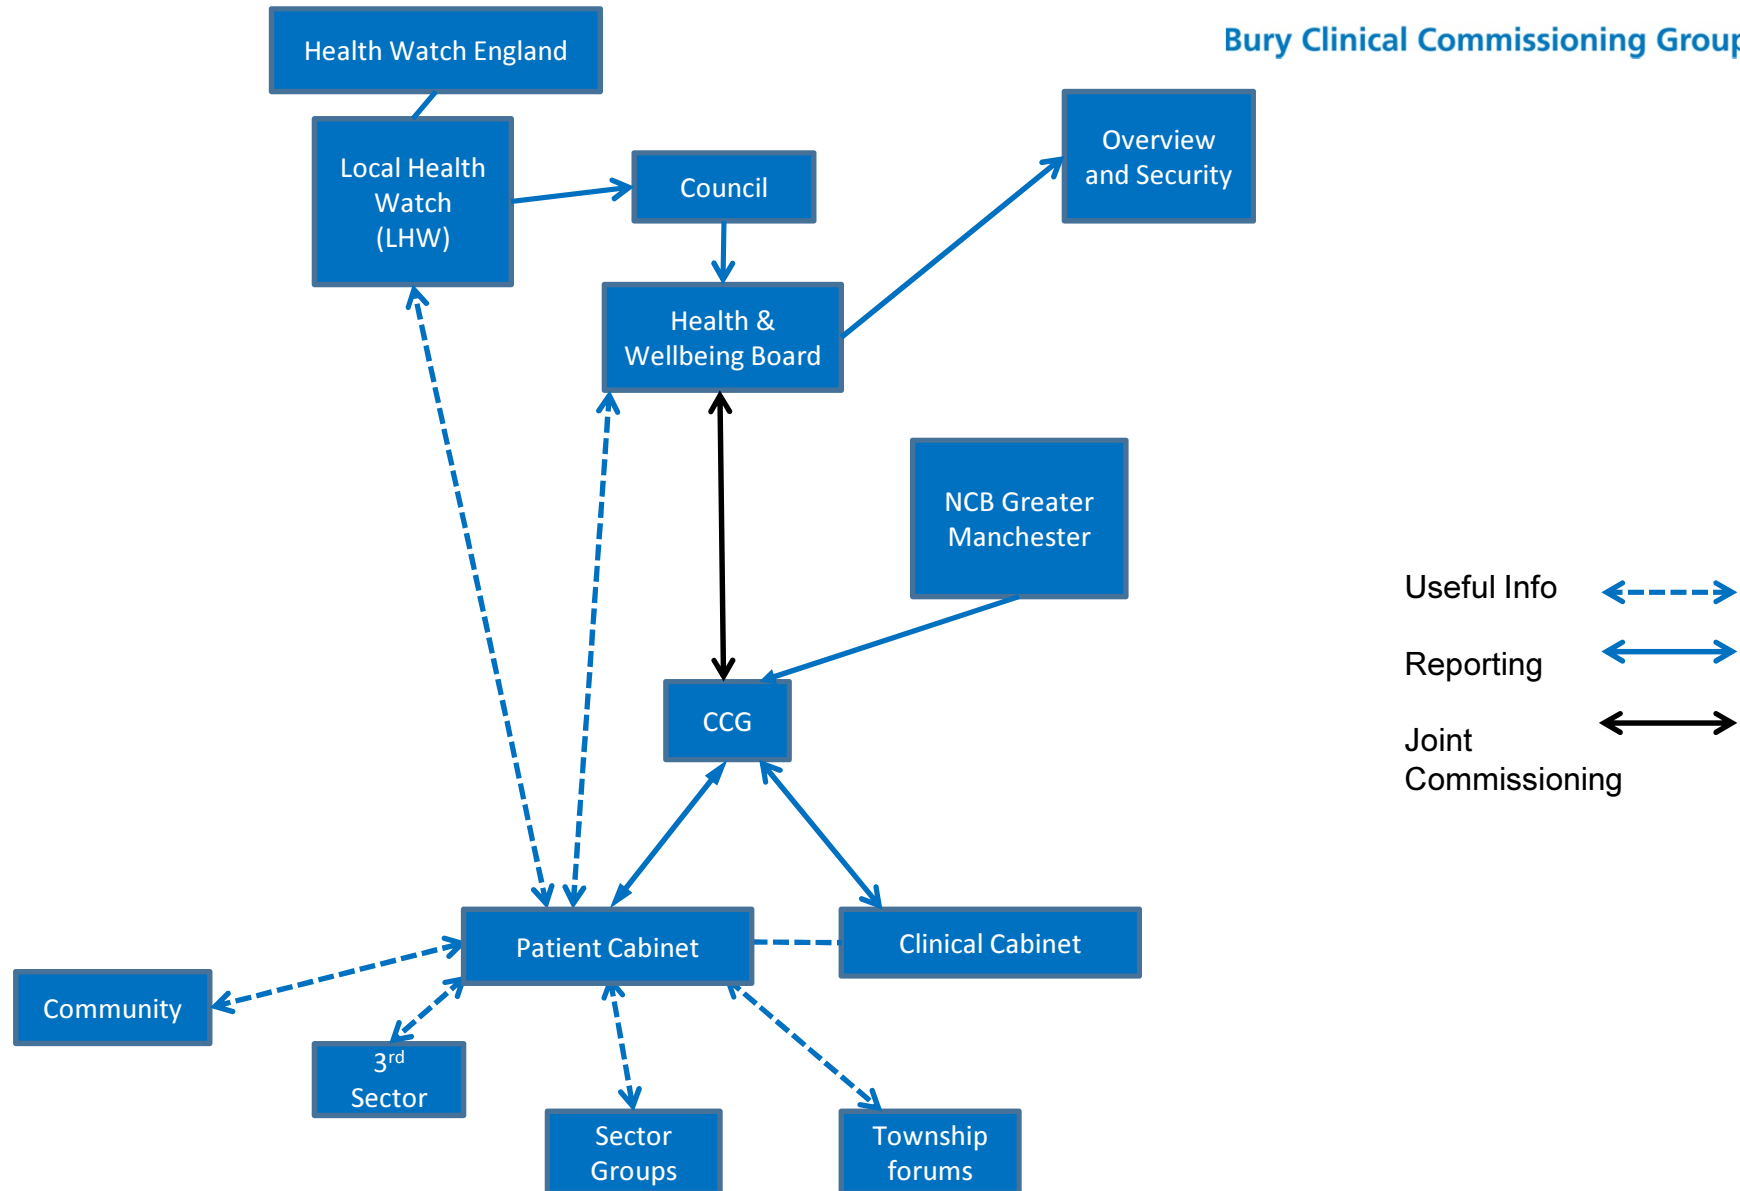 Bury Clinical Commissioning Group
Health Watch England
Local Health
Watch
(LHW)
Council
Overview
and Security
Health &
Wellbeing Board
NCB Greater
Manchester
CCG
Useful Info
Reporting
Joint
Commissioning
Patient Cabinet
Clinical Cabinet
Community
3rd
Sector
Sector
Groups
Township
forums